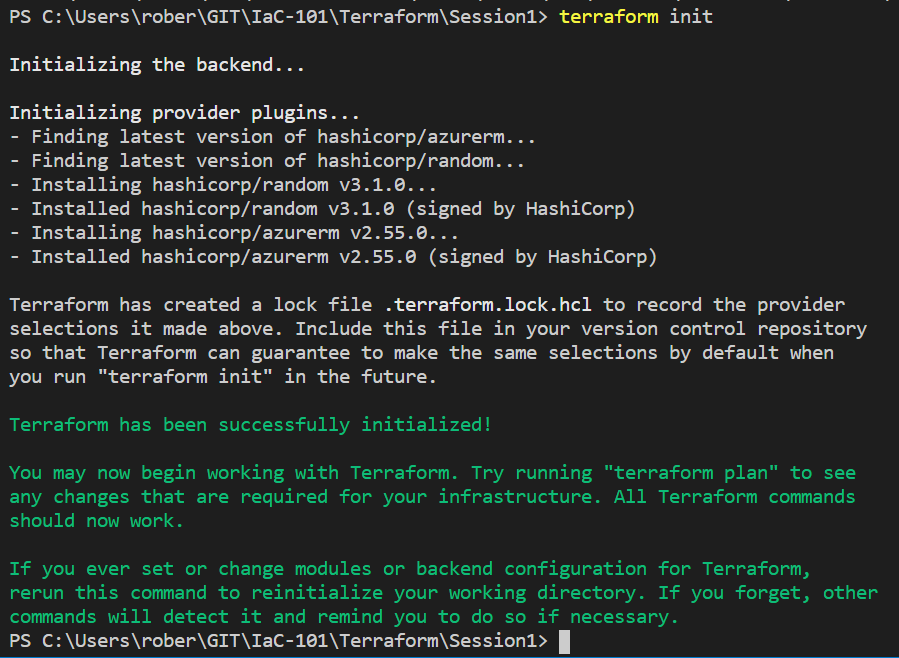 PS C:\Users\rober\GIT\IaC-101\Terraform\Session1> terraform init
Initializing the backend...
Initializing provider plugins...
- Finding latest version of hashicorp/azurerm...
- Finding latest version of hashicorp/random...
- Installing hashicorp/random v3.1.0...
- Installed hashicorp/random v3.1.0 (signed by HashiCorp)
- Installing hashicorp/azurerm v2.55.0...
- Installed hashicorp/azurerm v2.55.0 (signed by HashiCorp)
Terraform has created a lock file .terraform.lock.hcl to record the provider
selections it made above. Include this file in your version control repository
so that Terraform can guarantee to make the same selections by default when
you run "terraform init" in the future.
Terraform has been successfully initialized!
You may now begin working with Terraform. Try running "terraform plan" to see
any changes that are required for your infrastructure. All Terraform commands
should now work.
If you ever set or change modules or backend configuration for Terraform,
rerun this command to reinitialize your working directory. If you forget, other
commands will detect it and remind you to do so if necessary.
PS C:\Users\rober\GIT\IaC-101\Terraform\Session1>